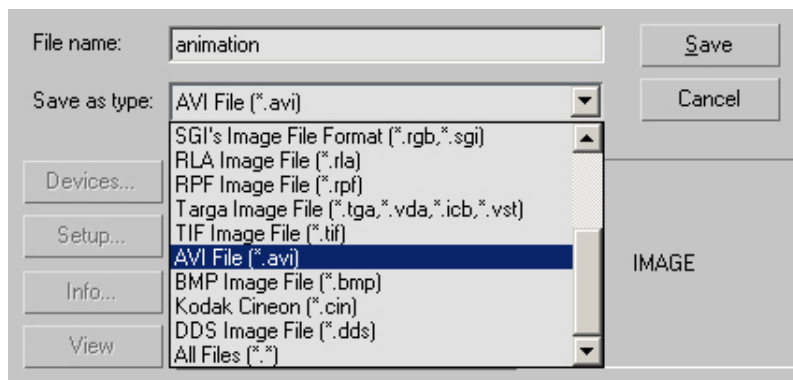 File name: animation Save
Save as type: AVI File (*.avi) Cancel
SGI's Image File Format (*.rgb,*.sgi)
RLA Image File (*.rla)
Devices... RPF Image File (*.rpf)
Targa Image File (*.tga,*.vda,*.icb,*.vst)
Setup... TIF Image File (*.tif)
AVI File (*.avi) IMAGE
BMP Image File (*.bmp)
Info... Kodak Cineon (*.cin)
DDS Image File (*.dds)
View All Files (*.*)